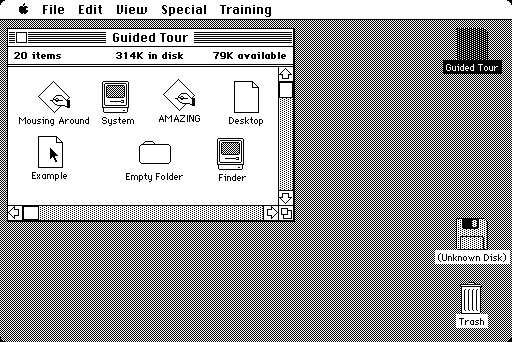 File Edit View Special Training
Guided Tour
20 items 314K in disk 79K available
Mousing Around System AMAZING Desktop
Example Empty Folder Finder
Guided Tour
(Unknown Disk)
Trash